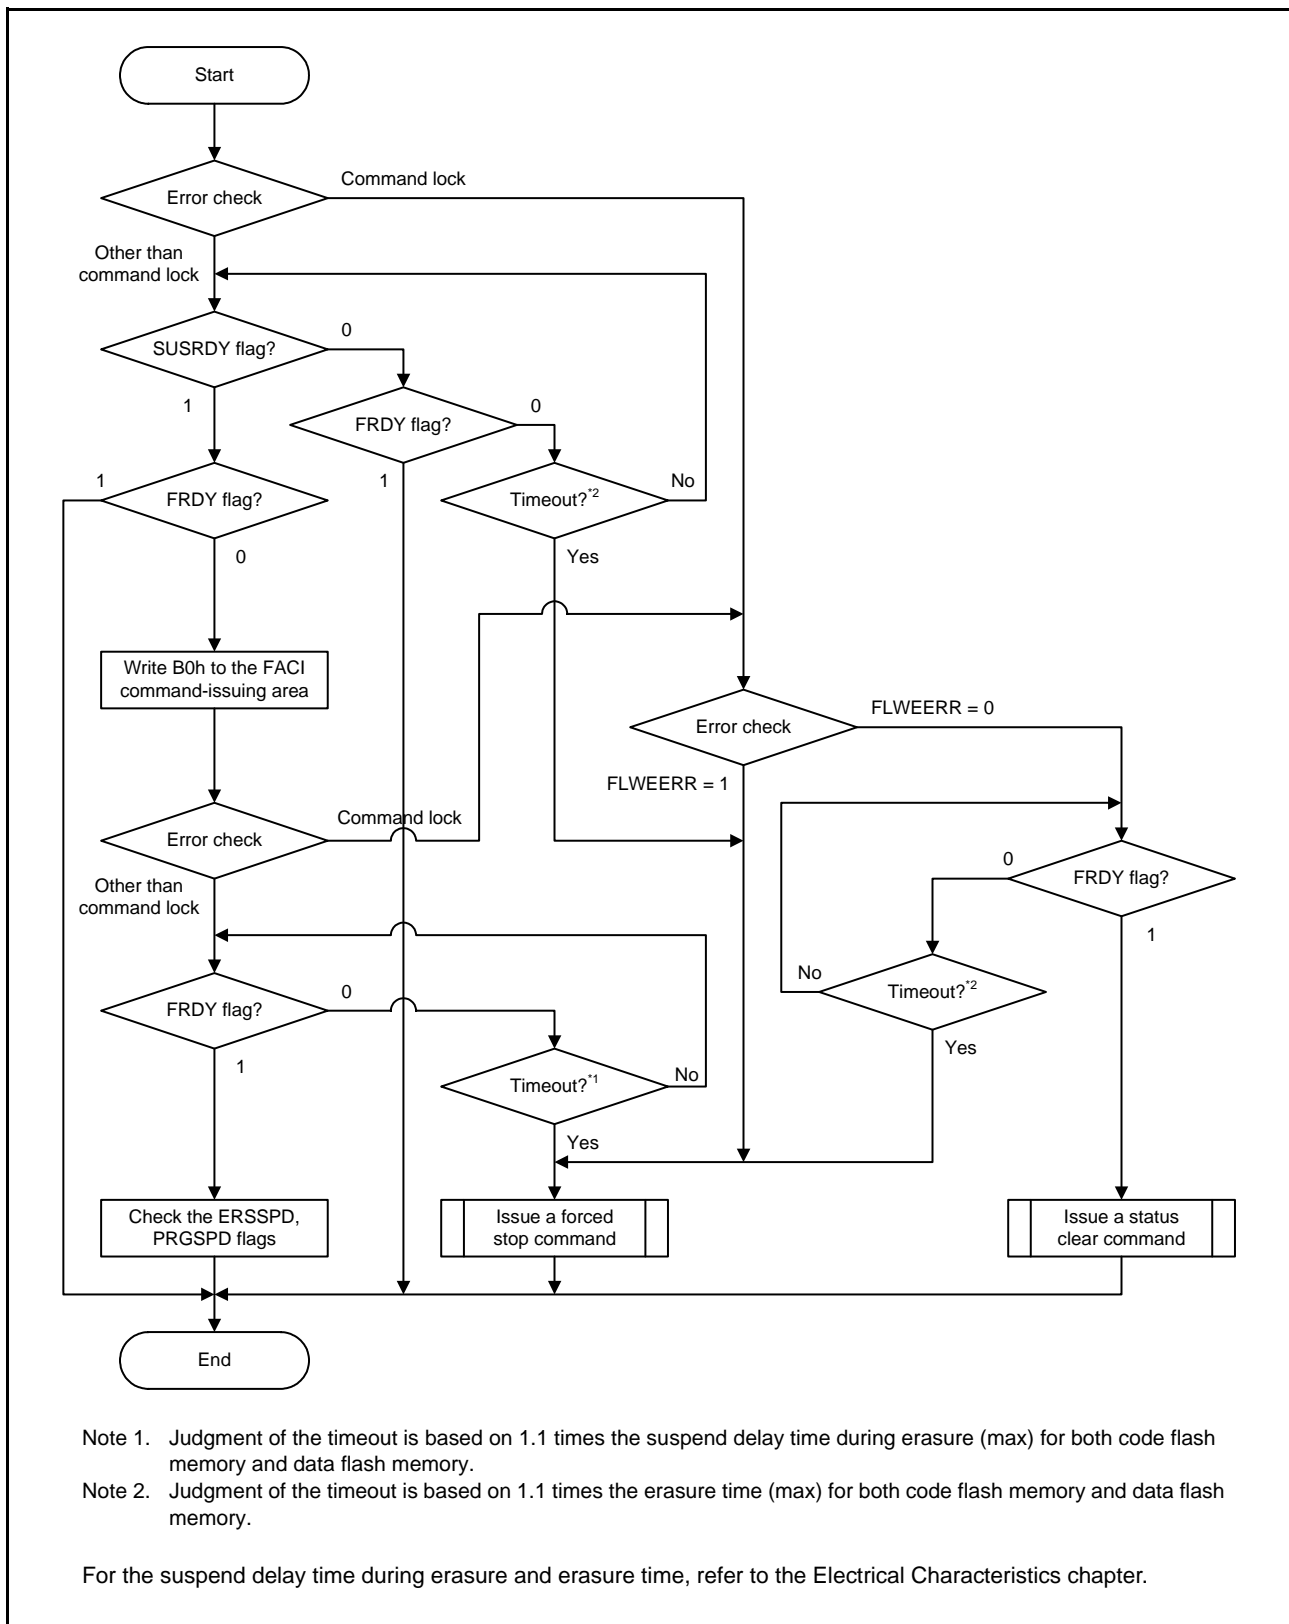 Start
Error check
Command lock
Other than
command lock
SUSRDY flag?
0
1
FRDY flag?
0
1
FRDY flag?
1
0
Timeout?*2
No
Yes
Write B0h to the FACI
command-issuing area
Error check
FLWEERR = 0
FLWEERR = 1
Error check
Command lock
Other than
command lock
FRDY flag?
0
1
Timeout?*2
No
Yes
FRDY flag?
0
1
Timeout?*1
No
Yes
Check the ERSSPD,
PRGSPD flags
Issue a forced
stop command
Issue a status
clear command
End
Note 1. Judgment of the timeout is based on 1.1 times the suspend delay time during erasure (max) for both code flash
memory and data flash memory.
Note 2. Judgment of the timeout is based on 1.1 times the erasure time (max) for both code flash memory and data flash
memory.
For the suspend delay time during erasure and erasure time, refer to the Electrical Characteristics chapter.